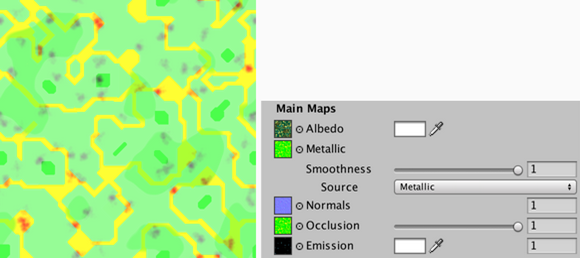 Main Maps
Albedo
Metallic
Smoothness 1
Source Metallic
Normals 1
Occlusion 1
Emission 1